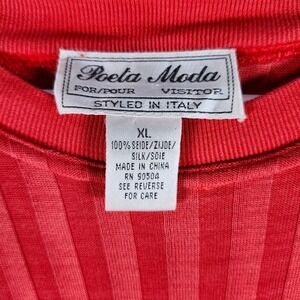 Poeta Moda
FOR/POUR VISITOR
STYLED IN ITALY
XL
100% SEIDE/ZIJDE/
SILK/SOIE
MADE IN CHINA
RN 90504
SEE REVERSE
FOR CARE